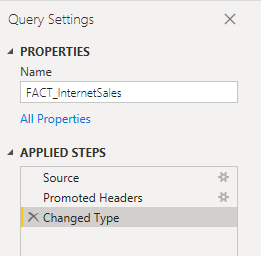 Query Settings
PROPERTIES
Name
FACT_InternetSales
All Properties
APPLIED STEPS
Source
Promoted Headers
Changed Type